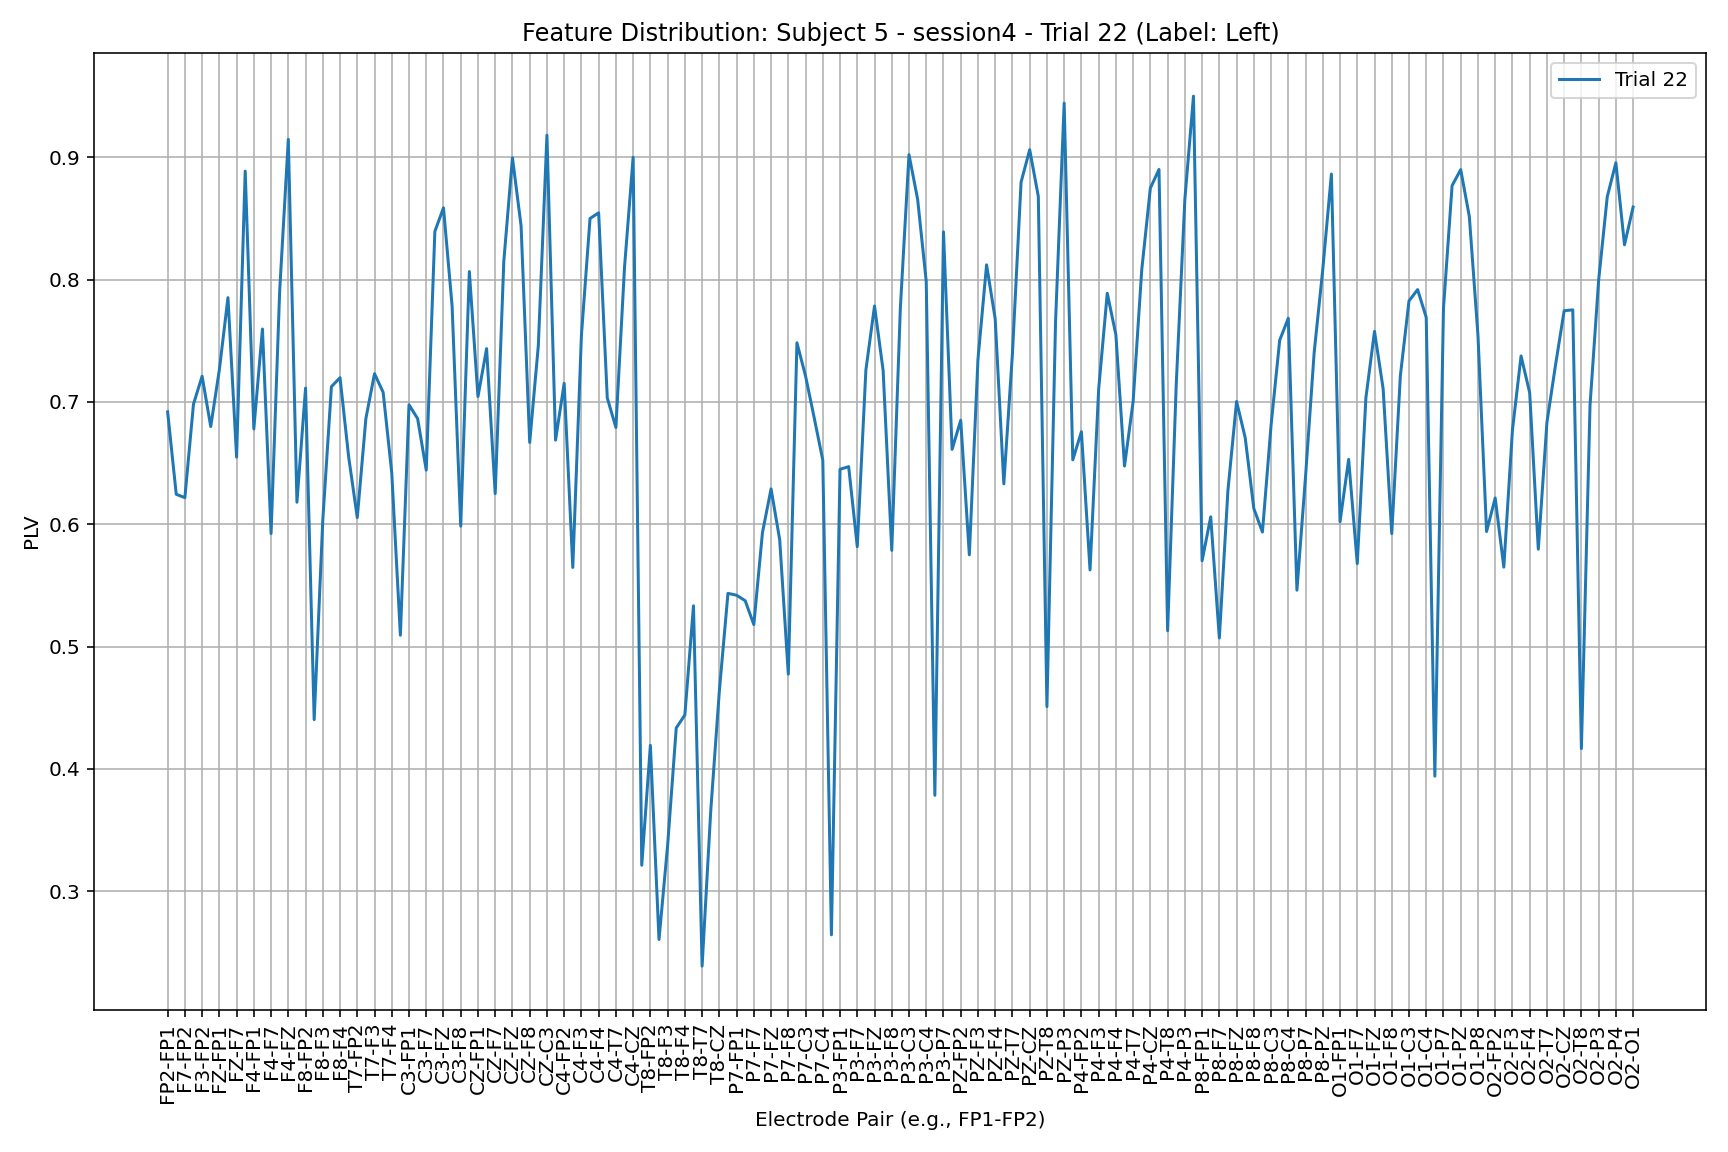 Feature Distribution: Subject 5 - session4 - Trial 22 (Label: Left)
Trial 22
0.9
0.8
0.7
0.6
0.5
0.4
0.3
PLV
FP2-FP1
F7-FP2
F3-FP2
FZ-FP1
FZ-F7
F4-FP1
F4-F7
F4-FZ
F8-FP2
F8-F3
F8-F4
T7-FP2
T7-F3
T7-F4
C3-FP1
C3-F7
C3-FZ
C3-F8
CZ-FP1
CZ-F7
CZ-FZ
CZ-F8
CZ-C3
C4-FP2
C4-F3
C4-F4
C4-T7
C4-CZ
T8-FP2
T8-F3
T8-F4
T8-T7
T8-CZ
P7-FP1
P7-F7
P7-FZ
P7-F8
P7-C3
P7-C4
P3-FP1
P3-F7
P3-FZ
P3-F8
P3-C3
P3-C4
P3-P7
PZ-FP2
PZ-F3
PZ-F4
PZ-T7
PZ-CZ
PZ-T8
PZ-P3
P4-FP2
P4-F3
P4-F4
P4-T7
P4-CZ
P4-T8
P4-P3
P8-FP1
P8-F7
P8-FZ
P8-F8
P8-C3
P8-C4
P8-P7
P8-PZ
O1-FP1
O1-F7
O1-FZ
O1-F8
O1-C3
O1-C4
O1-P7
O1-PZ
O1-P8
O2-FP2
O2-F3
O2-F4
O2-T7
O2-CZ
O2-T8
O2-P3
O2-P4
O2-O1
Electrode Pair (e.g., FP1-FP2)